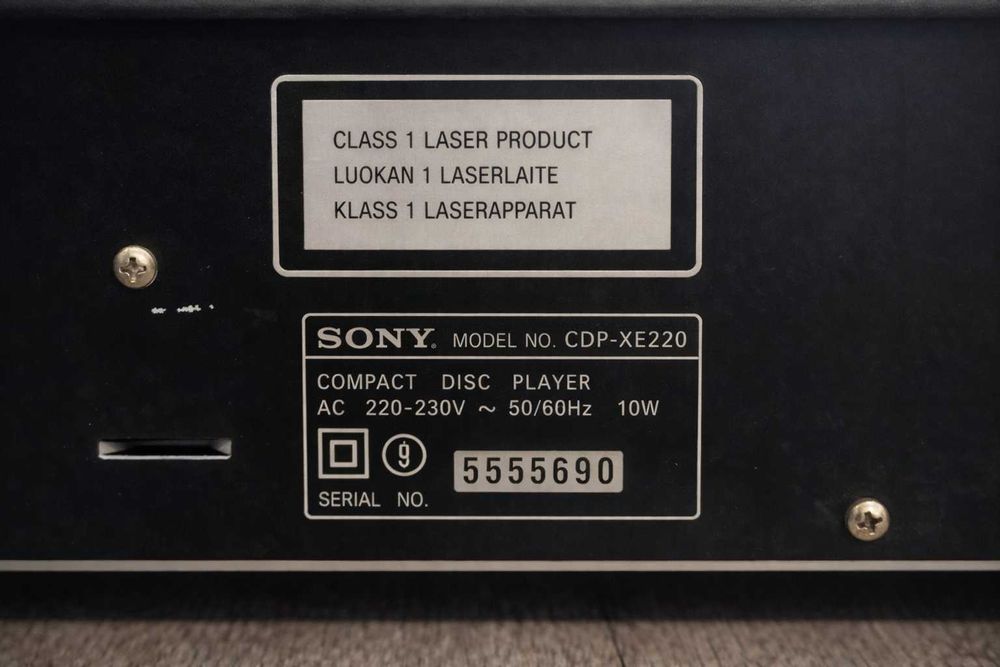 CLASS 1 LASER PRODUCT
LUOKAN 1 LASERLAITE
KLASS 1 LASERAPPARAT
SONY. MODEL NO. CDP-XE220
COMPACT DISC PLAYER
AC 220-230V ~ 50/60Hz 10W
g
5555690
SERIAL NO.